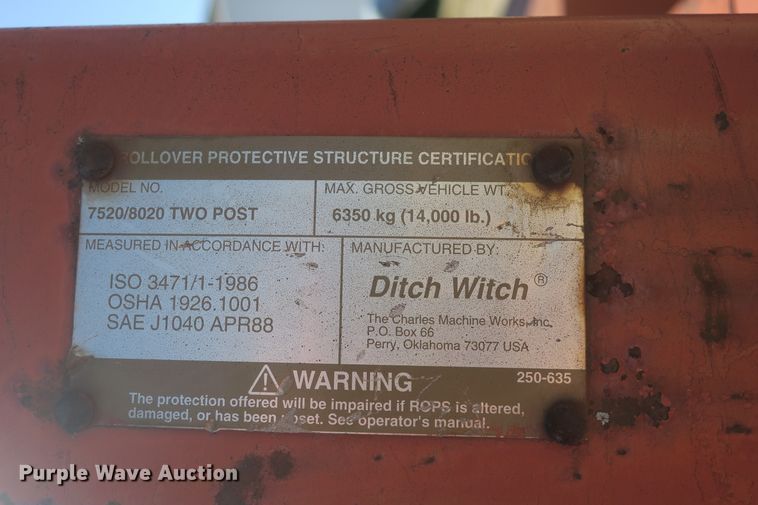 ROLLOVER PROTECTIVE STRUCTURE CERTIFICATIO
MODEL NO.
7520/8020 TWO POST
MAX. GROSS VEHICLE WT.
6350 kg (14,000 lb.)
MEASURED IN ACCORDANCE WITH:
ISO 3471/1-1986
OSHA 1926.1001
SAE J1040 APR88
MANUFACTURED BY:
Ditch Witch®
The Charles Machine Works, Inc.
P.O. Box 66
Perry, Oklahoma 73077 USA
⚠ WARNING
250-635
The protection offered will be impaired if ROPS is altered,
damaged, or has been upset. See operator's manual.
Purple Wave Auction